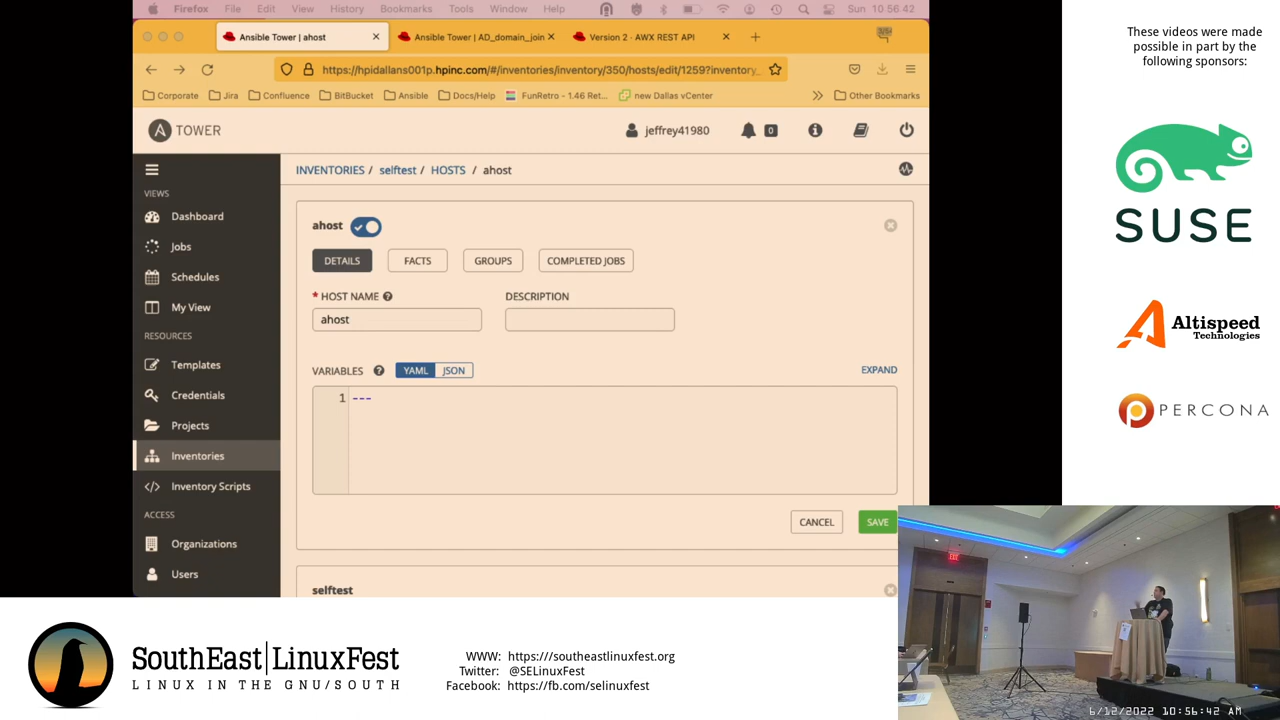 Firefox File Edit View History Bookmarks Tools Window Help Sun 10.56.42
Ansible Tower | ahost
Ansible Tower | AD_domain_join
Version 2 - AWX REST API
https://hpidallans001p.hpinc.com/#/inventories/inventory/350/hosts/edit/1259?inventory_
Corporate Jira Confluence BitBucket Ansible Docs/Help FunRetro - 1.46 Ret... new Dallas vCenter Other Bookmarks
A TOWER
jeffrey41980
0
INVENTORIES / selftest / HOSTS / ahost
VIEWS
Dashboard
Jobs
Schedules
My View
RESOURCES
Templates
Credentials
Projects
Inventories
Inventory Scripts
ACCESS
Organizations
Users
ahost
DETAILS FACTS GROUPS COMPLETED JOBS
* HOST NAME
DESCRIPTION
ahost
VARIABLES YAML JSON EXPAND
1 ---
CANCEL SAVE
selftest
These videos were made
possible in part by the
following sponsors:
SUSE
Altispeed
Technologies
PERCONA
EXIT
6/12/2022 10:56:42 AM
SouthEast|LinuxFest
LINUX IN THE GNU/SOUTH
WWW: https:///southeastlinuxfest.org
Twitter: @SELinuxFest
Facebook: https://fb.com/selinuxfest